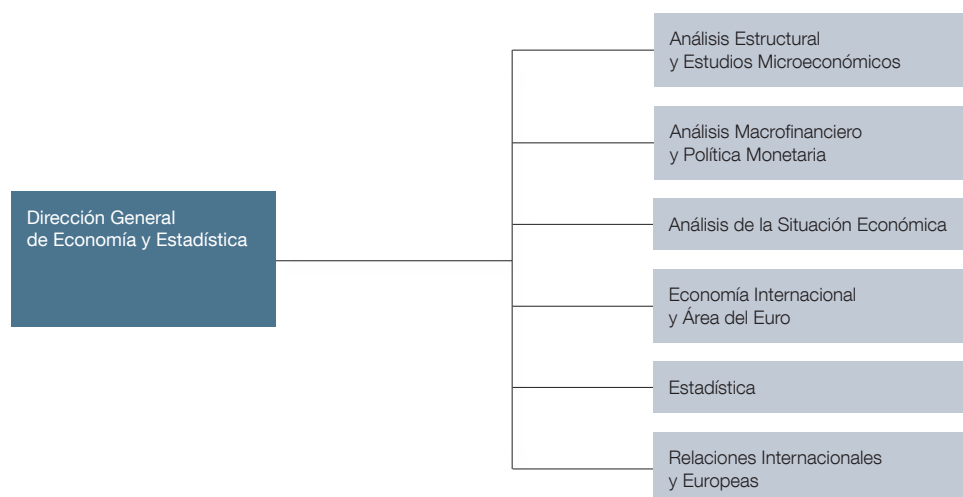 Dirección General
de Economía y Estadística
Análisis Estructural
y Estudios Microeconómicos
Análisis Macrofinanciero
y Política Monetaria
Análisis de la Situación Económica
Economía Internacional
y Área del Euro
Estadística
Relaciones Internacionales
y Europeas